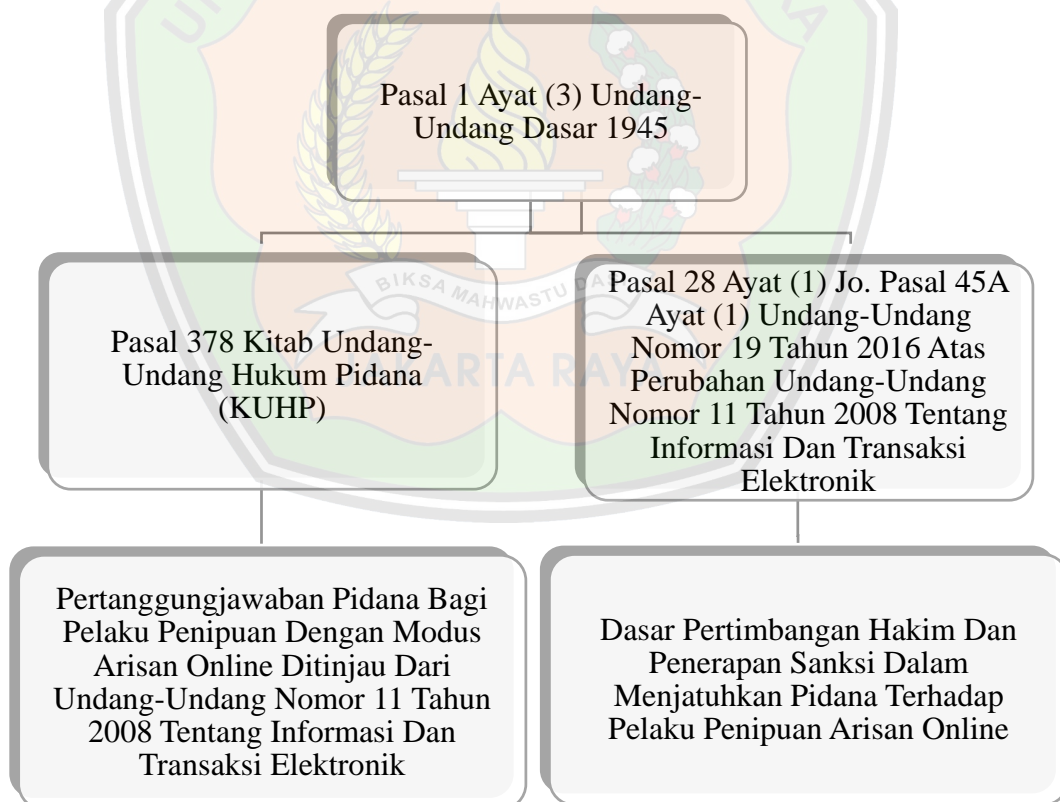 Pasal 1 Ayat (3) Undang-
Undang Dasar 1945
Pasal 378 Kitab Undang-
Undang Hukum Pidana
(KUHP)
Pasal 28 Ayat (1) Jo. Pasal 45A
Ayat (1) Undang-Undang
Nomor 19 Tahun 2016 Atas
Perubahan Undang-Undang
Nomor 11 Tahun 2008 Tentang
Informasi Dan Transaksi
Elektronik
BIKSA MAHWASTU
JAKARTA RAYA
Pertanggungjawaban Pidana Bagi
Pelaku Penipuan Dengan Modus
Arisan Online Ditinjau Dari
Undang-Undang Nomor 11 Tahun
2008 Tentang Informasi Dan
Transaksi Elektronik
Dasar Pertimbangan Hakim Dan
Penerapan Sanksi Dalam
Menjatuhkan Pidana Terhadap
Pelaku Penipuan Arisan Online